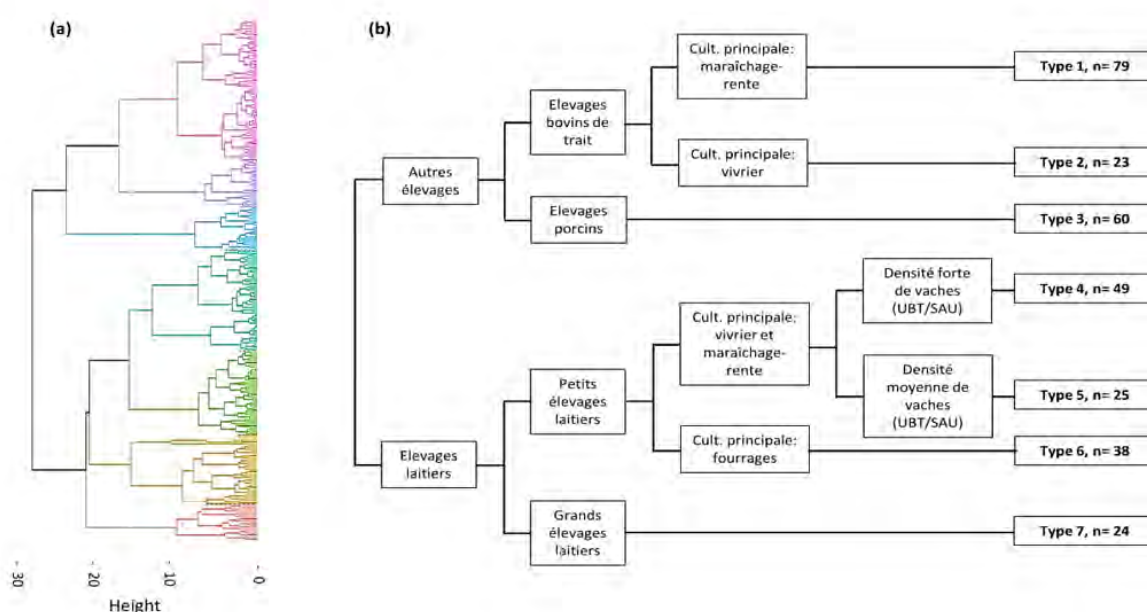 (a)
- 30
- 20
- 10
- 0
Height
(b)
Autres
élevages
Elevages
laitiers
Elevages
bovins de
trait
Elevages
porcins
Petits
élevages
laitiers
Grands
élevages
laitiers
Cult. principale:
maraîchage-
rente
Cult. principale:
vivrier
Cult. principale:
vivrier et
maraîchage-
rente
Cult. principale:
fourrages
Densité forte
de vaches
(UBT/SAU)
Densité
moyenne de
vaches
(UBT/SAU)
Type 1, n= 79
Type 2, n= 23
Type 3, n= 60
Type 4, n= 49
Type 5, n= 25
Type 6, n= 38
Type 7, n= 24